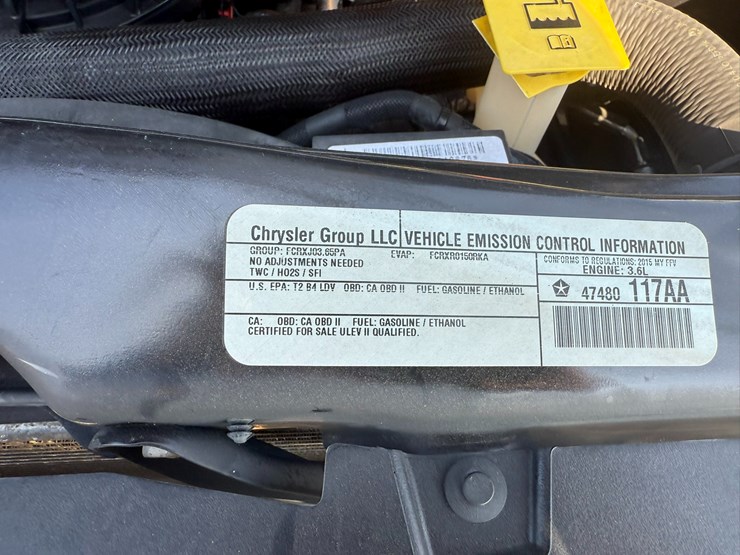 Chrysler Group LLC VEHICLE EMISSION CONTROL INFORMATION
GROUP: FCRXJ03.65PA EVAP: FCRXR0150RKA
NO ADJUSTMENTS NEEDED
TWC / HO2S / SFI
CONFORMS TO REGULATIONS: 2015 MY FFV
ENGINE: 3.6L
U.S. EPA: T2 B4 LDV OBD: CA OBD II FUEL: GASOLINE / ETHANOL
47480 117AA
CA: OBD: CA OBD II FUEL: GASOLINE / ETHANOL
CERTIFIED FOR SALE ULEV II QUALIFIED.